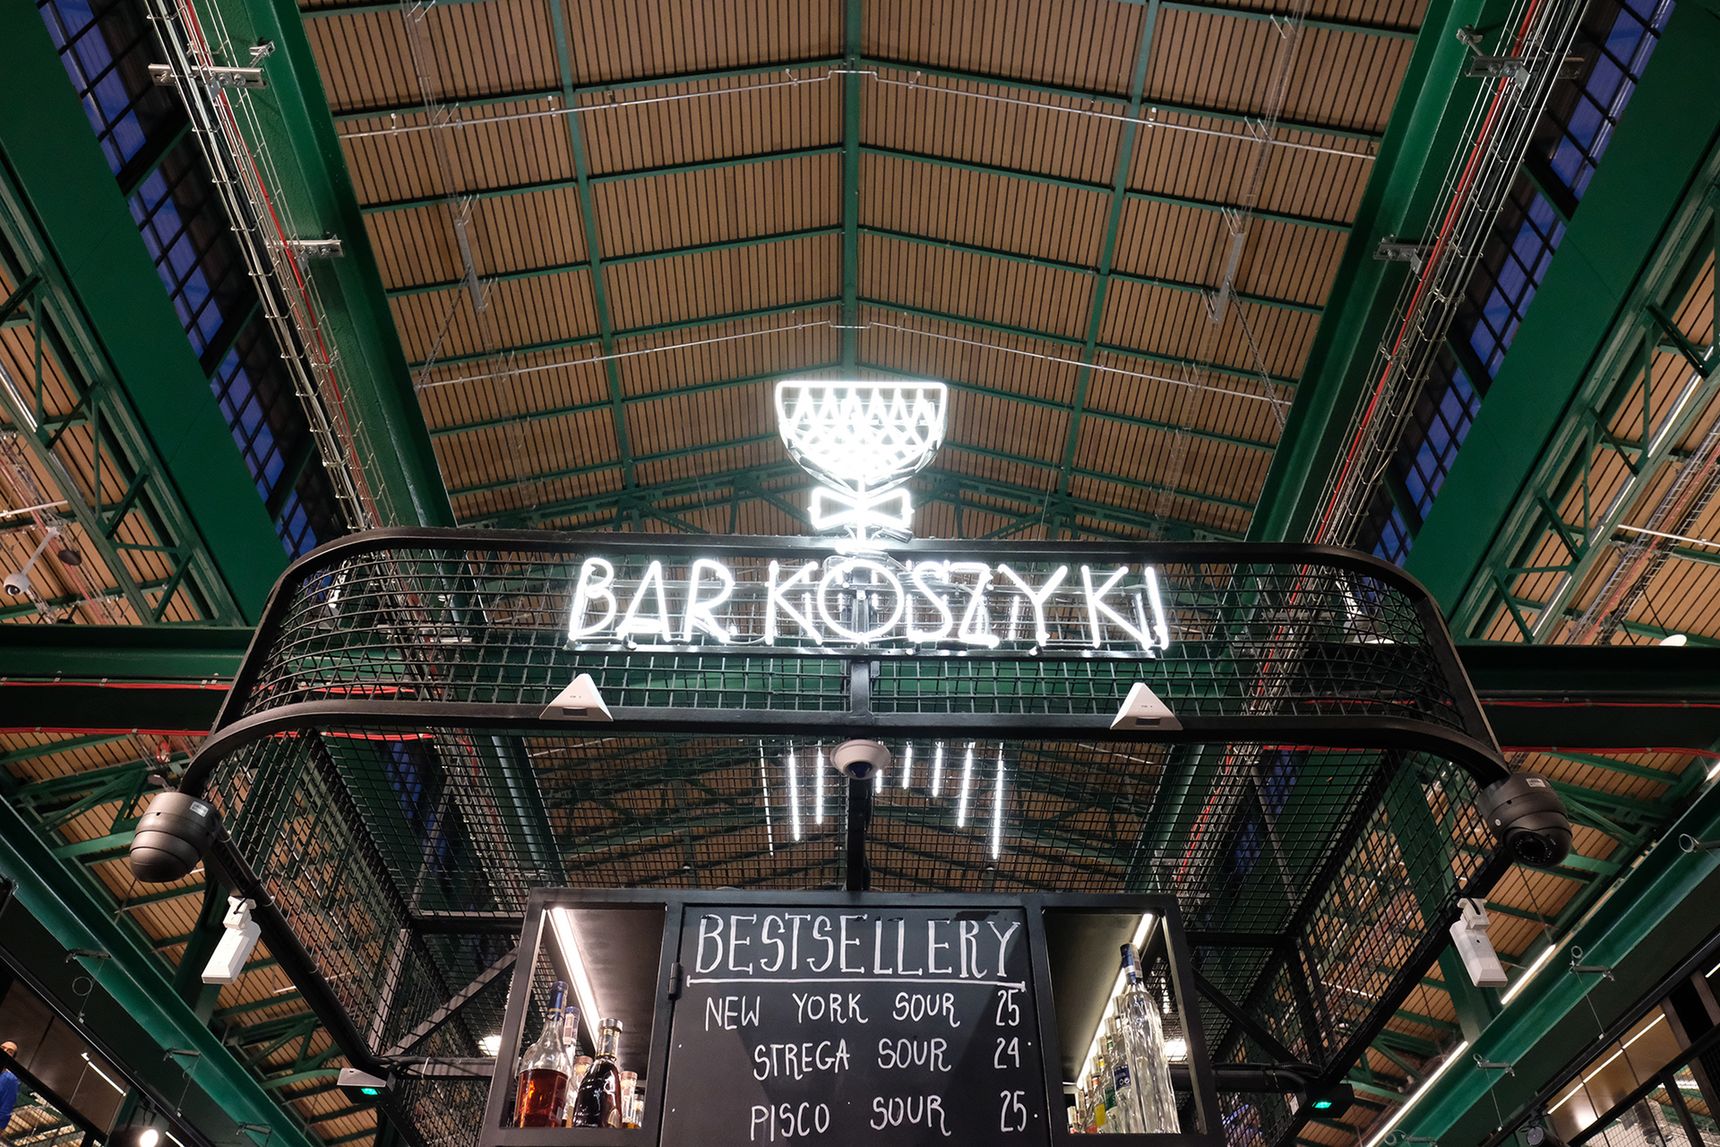 BAR KOSZYKI
BESTSELLERY
NEW YORK SOUR 25
STREGA SOUR 24
PISCO SOUR 25